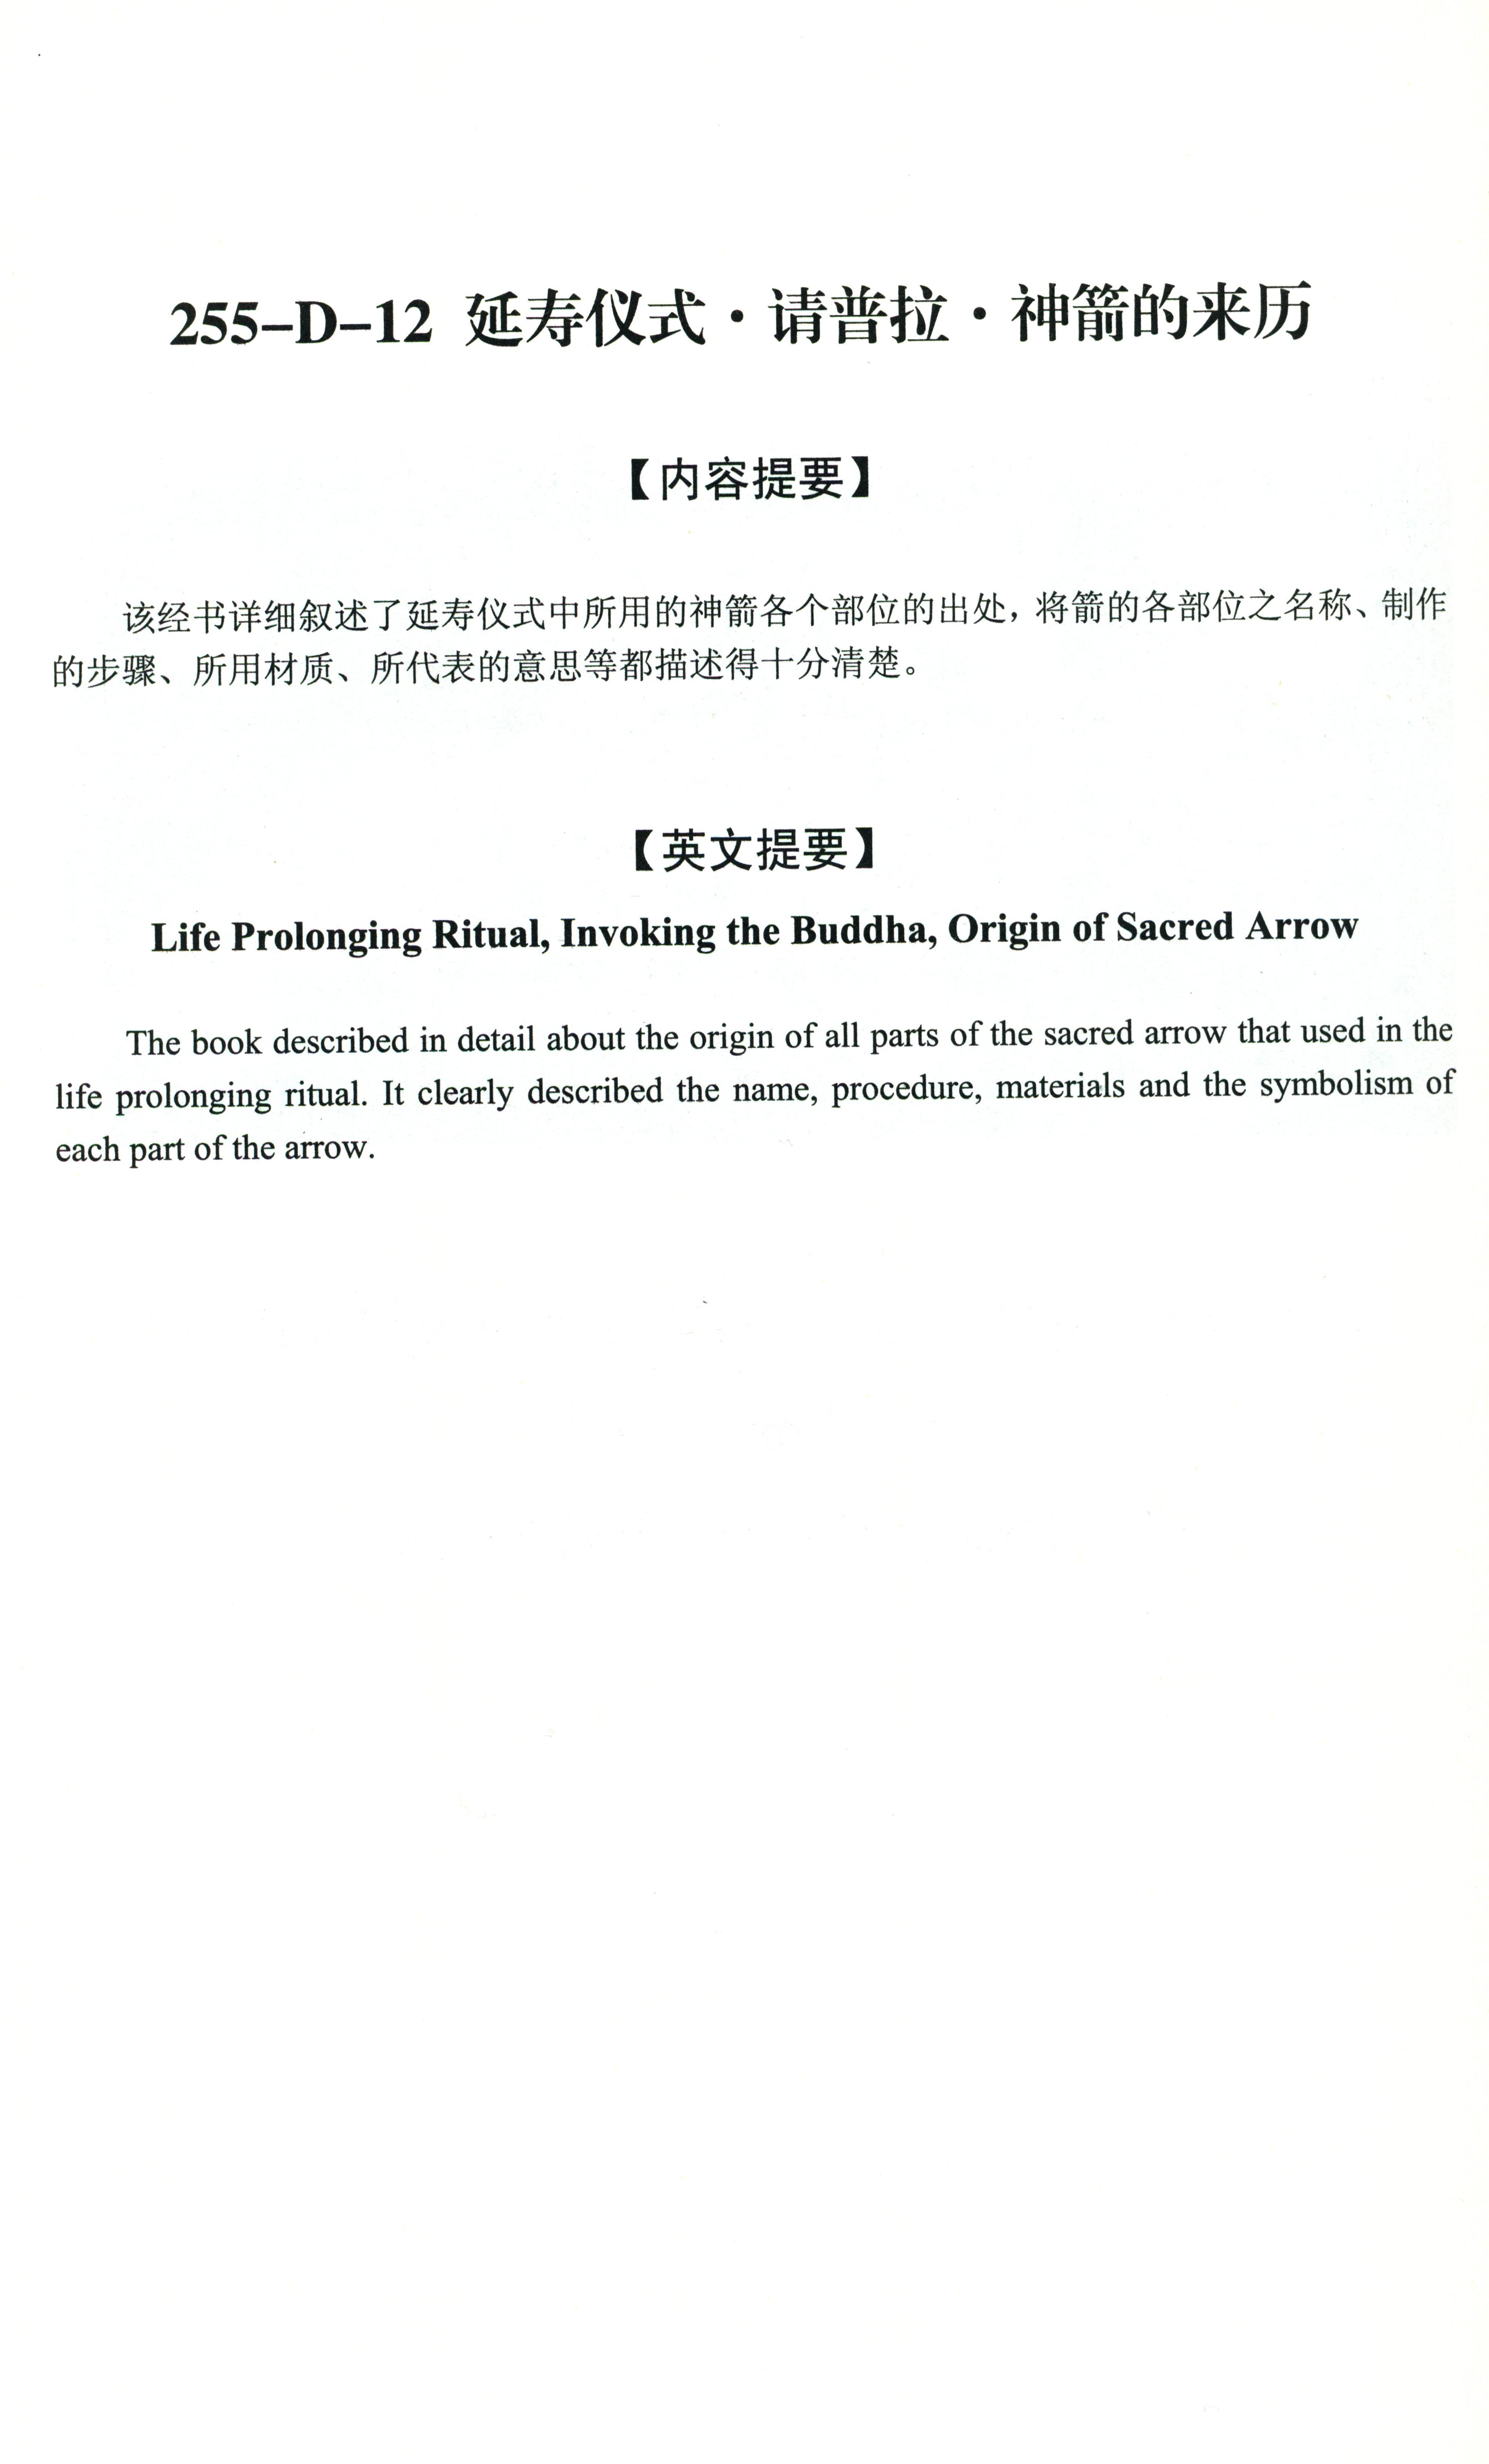 255-D-12 延寿仪式·请普拉·神箭的来历
【内容提要】
该经书详细叙述了延寿仪式中所用的神箭各个部位的出处，将箭的各部位之名称、制作
的步骤、所用材质、所代表的意思等都描述得十分清楚。
【英文提要】
Life Prolonging Ritual, Invoking the Buddha, Origin of Sacred Arrow
The book described in detail about the origin of all parts of the sacred arrow that used in the
life prolonging ritual. It clearly described the name, procedure, materials and the symbolism of
each part of the arrow.